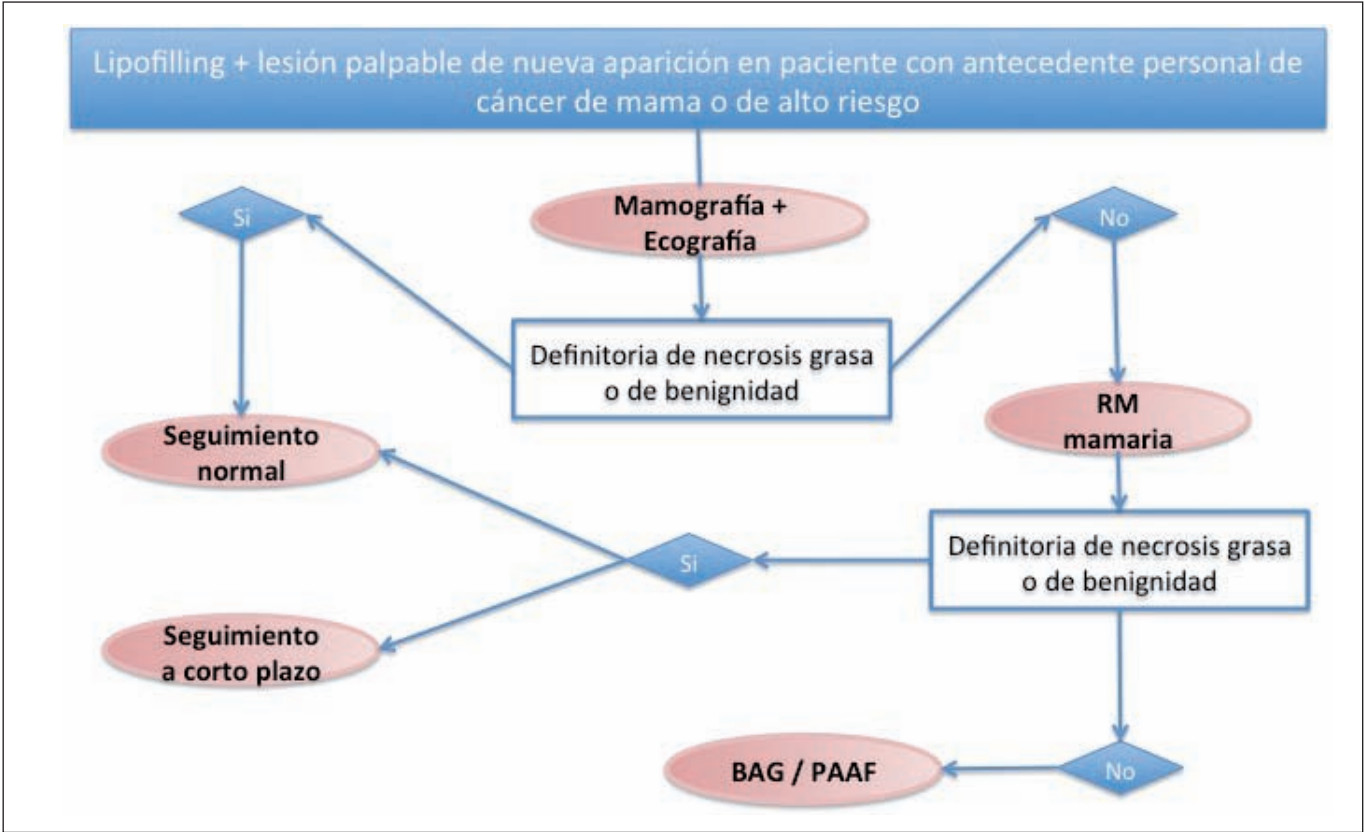 Lipofilling + lesión palpable de nueva aparición en paciente con antecedente personal de
cáncer de mama o de alto riesgo
Si
Mamografía +
Ecografía
No
Definitoria de necrosis grasa
o de benignidad
RM
mamaria
Seguimiento
normal
Definitoria de necrosis grasa
o de benignidad
Si
Seguimiento
a corto plazo
BAG / PAAF
No